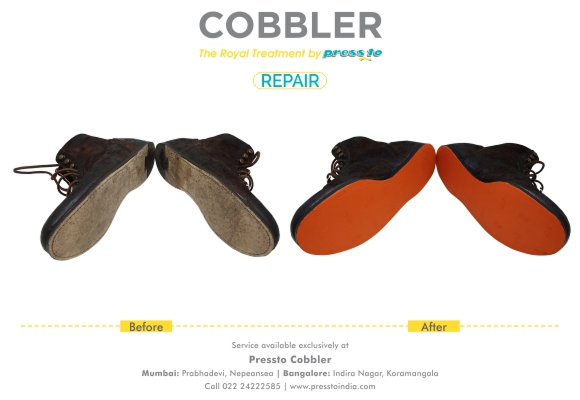 COBBLER
The Royal Treatment by pressto
REPAIR
Before
After
Service available exclusively at
Pressto Cobbler
Mumbai: Prabhadevi, Nepeansea | Bangalore: Indira Nagar, Koramangala
Call 022 24222585 | www.presstoindia.com